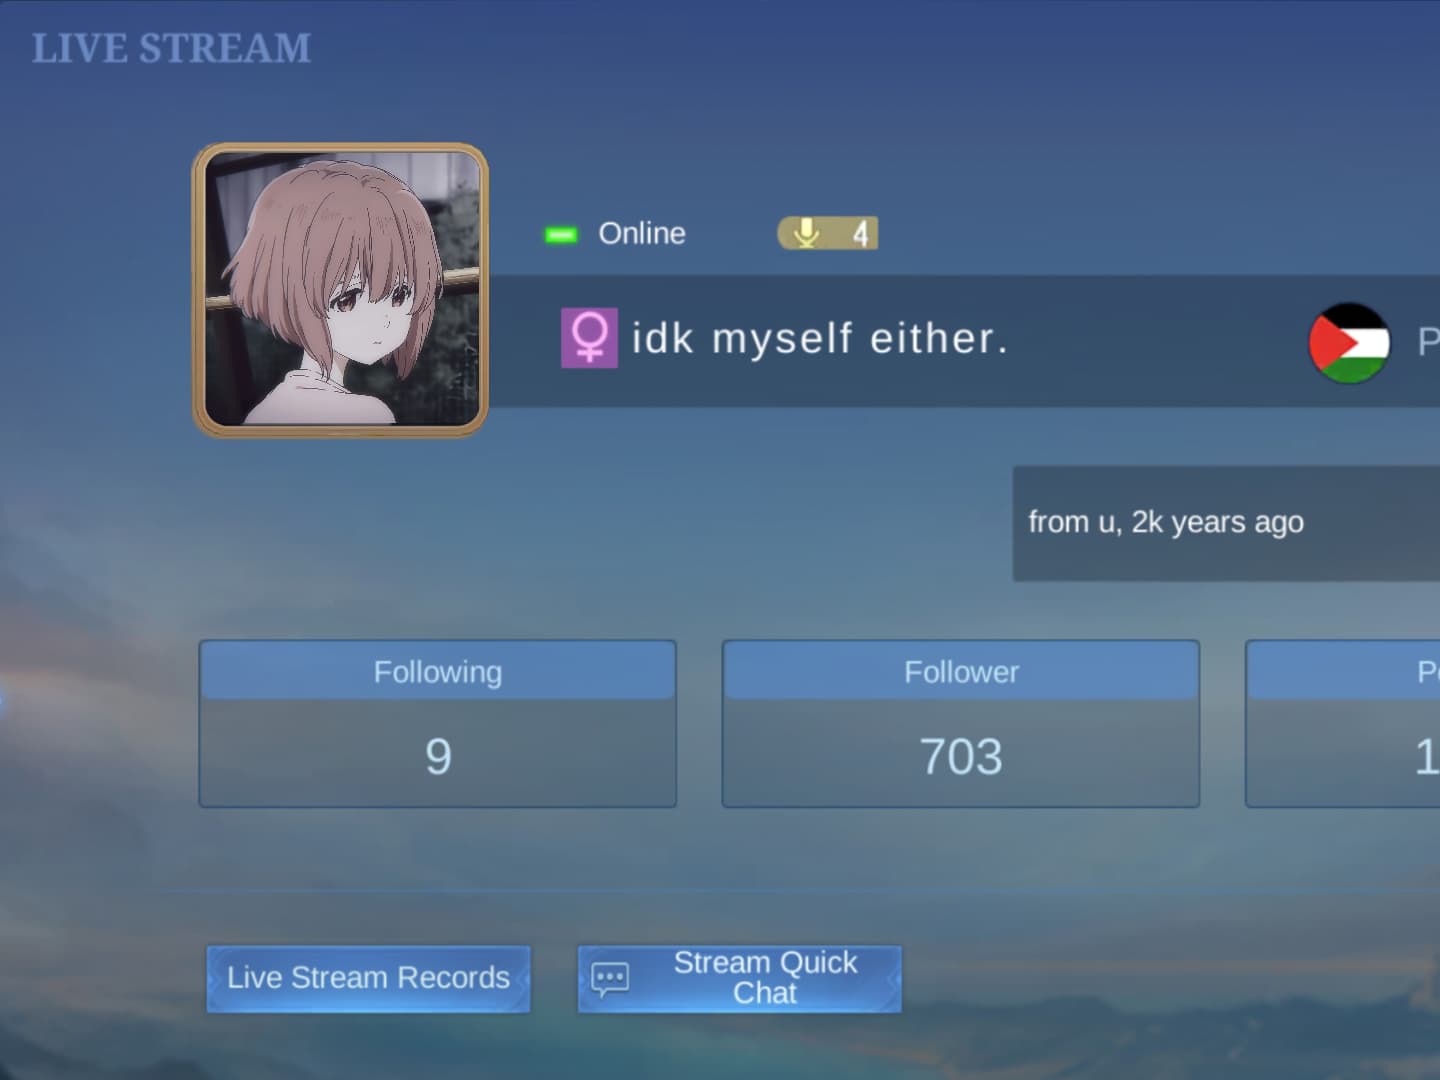 LIVE STREAM
Online
4
idk myself either.
P
from u, 2k years ago
Following
Follower
9
703
1
Live Stream Records
Stream Quick
Chat